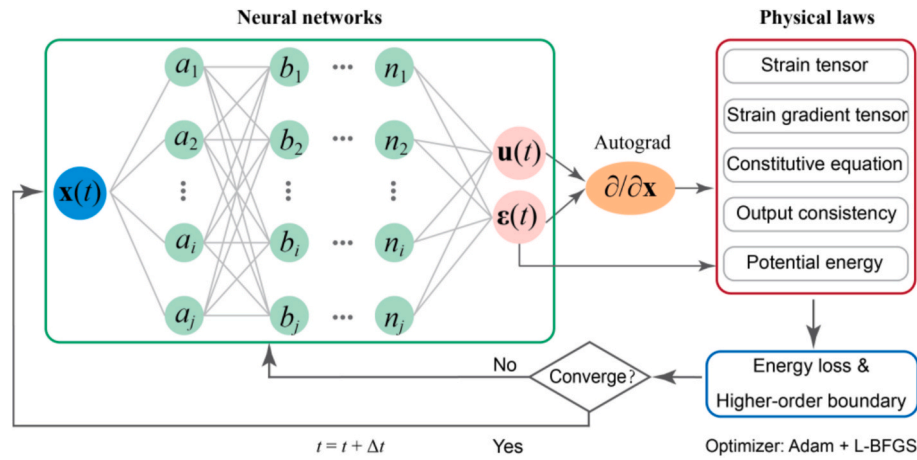 Neural networks
Physical laws
a₁ b₁ ··· n₁
a₂ b₂ ··· n₂
x(t)
aᵢ bᵢ ··· nᵢ
aⱼ bⱼ ··· nⱼ
u(t)
ε(t)
Autograd
∂/∂x
Strain tensor
Strain gradient tensor
Constitutive equation
Output consistency
Potential energy
Energy loss &
Higher-order boundary
Converge?
No
Yes
t = t + Δt
Optimizer: Adam + L-BFGS